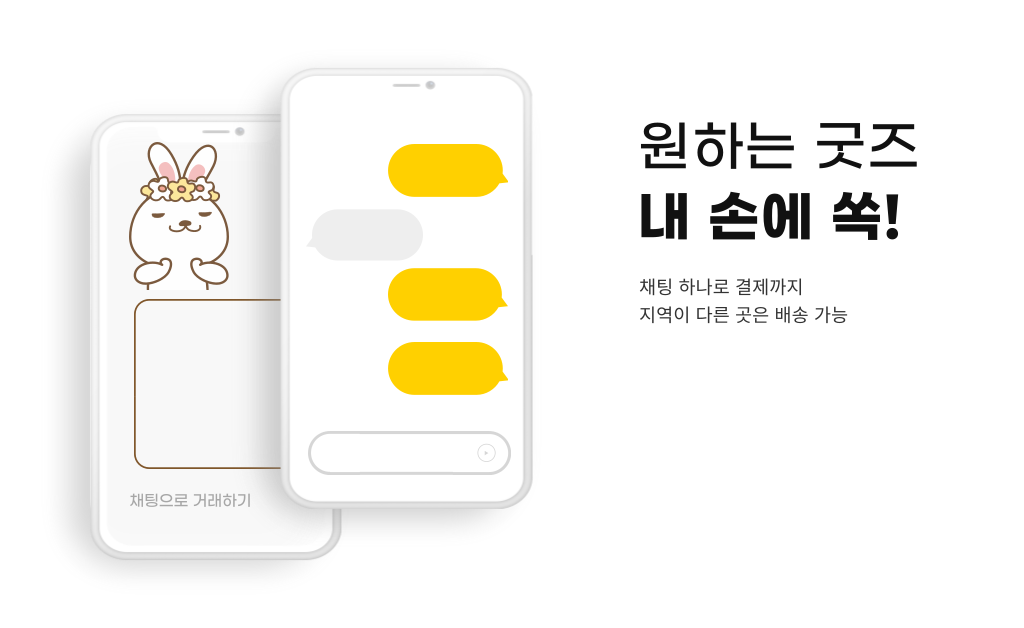 원하는 굿즈
내 손에 쏙!
채팅 하나로 결제까지
지역이 다른 곳은 배송 가능
채팅으로 거래하기